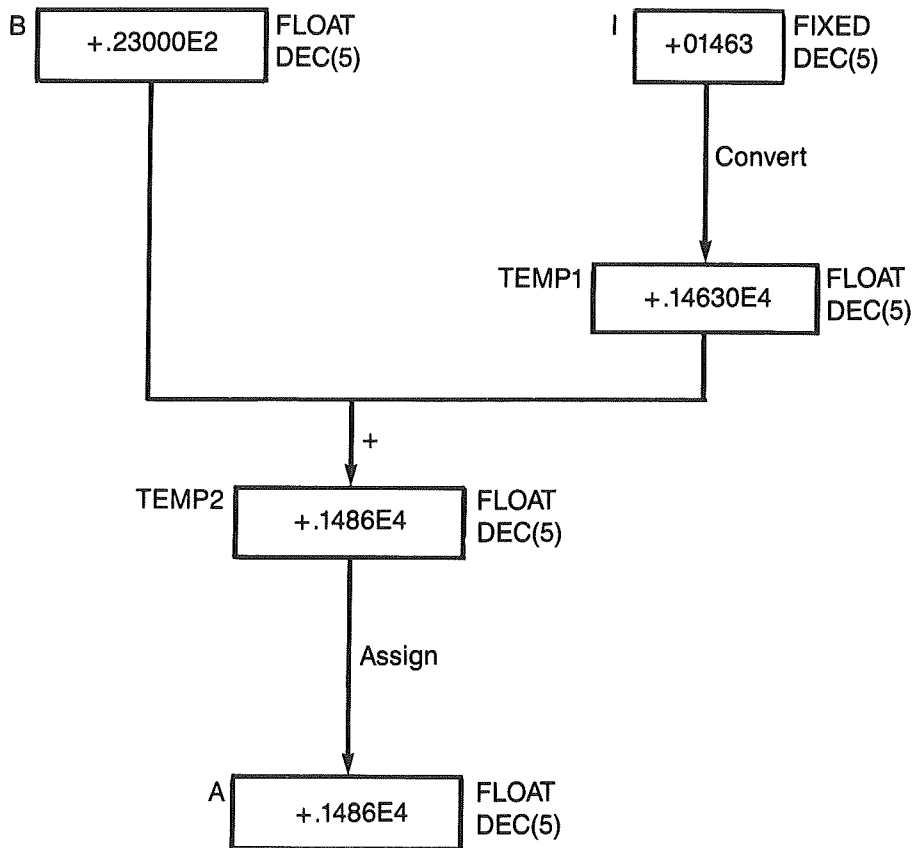 B
+.23000E2
FLOAT
DEC(5)
I
+01463
FIXED
DEC(5)
Convert
TEMP1
+.14630E4
FLOAT
DEC(5)
+
TEMP2
+.1486E4
FLOAT
DEC(5)
Assign
A
+.1486E4
FLOAT
DEC(5)